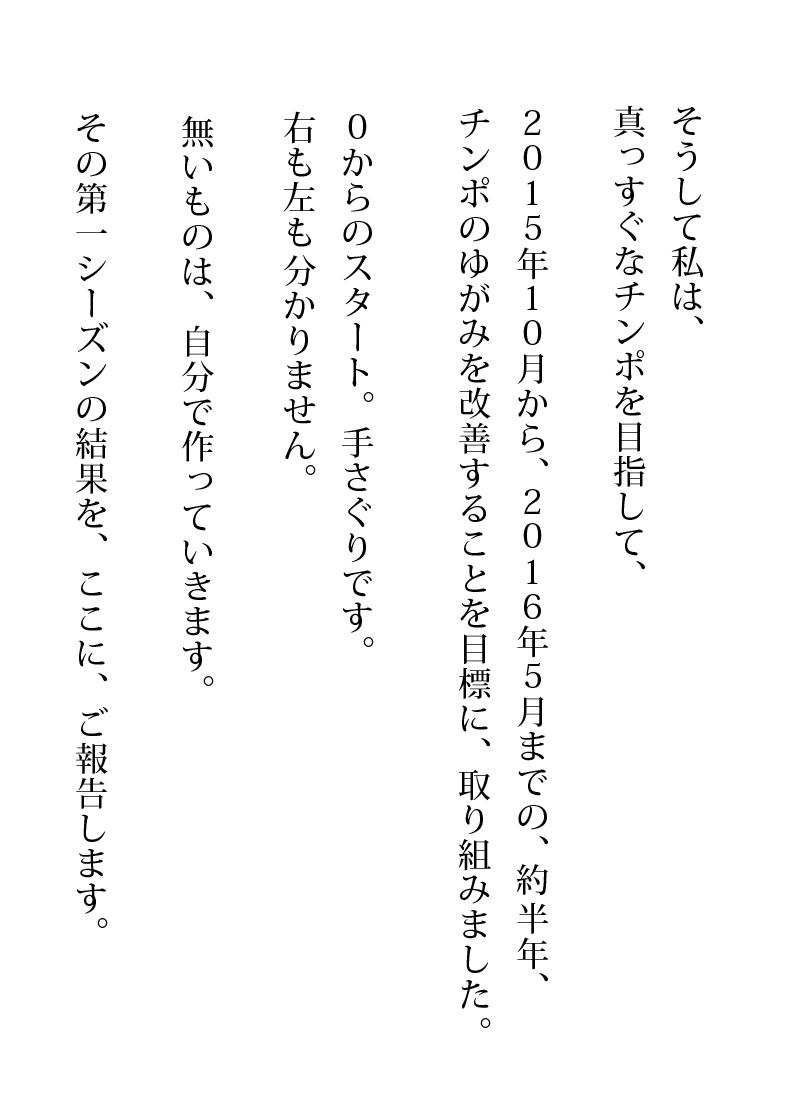 そうして私は、
真っすぐなチンポを目指して、
２０１５年１０月から、２０１６年５月までの、約半年、
チンポのゆがみを改善することを目標に、取り組みました。
０からのスタート。手さぐりです。
右も左も分かりません。
無いものは、自分で作っていきます。
その第一シーズンの結果を、ここに、ご報告します。